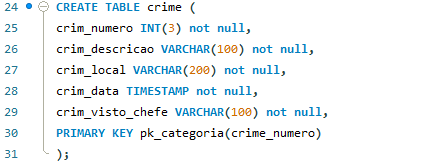 24 CREATE TABLE crime (
25 crim_numero INT(3) not null,
26 crim_descricao VARCHAR(100) not null,
27 crim_local VARCHAR(200) not null,
28 crim_data TIMESTAMP not null,
29 crim_visto_chefe VARCHAR(100) not null,
30 PRIMARY KEY pk_categoria(crime_numero)
31 );